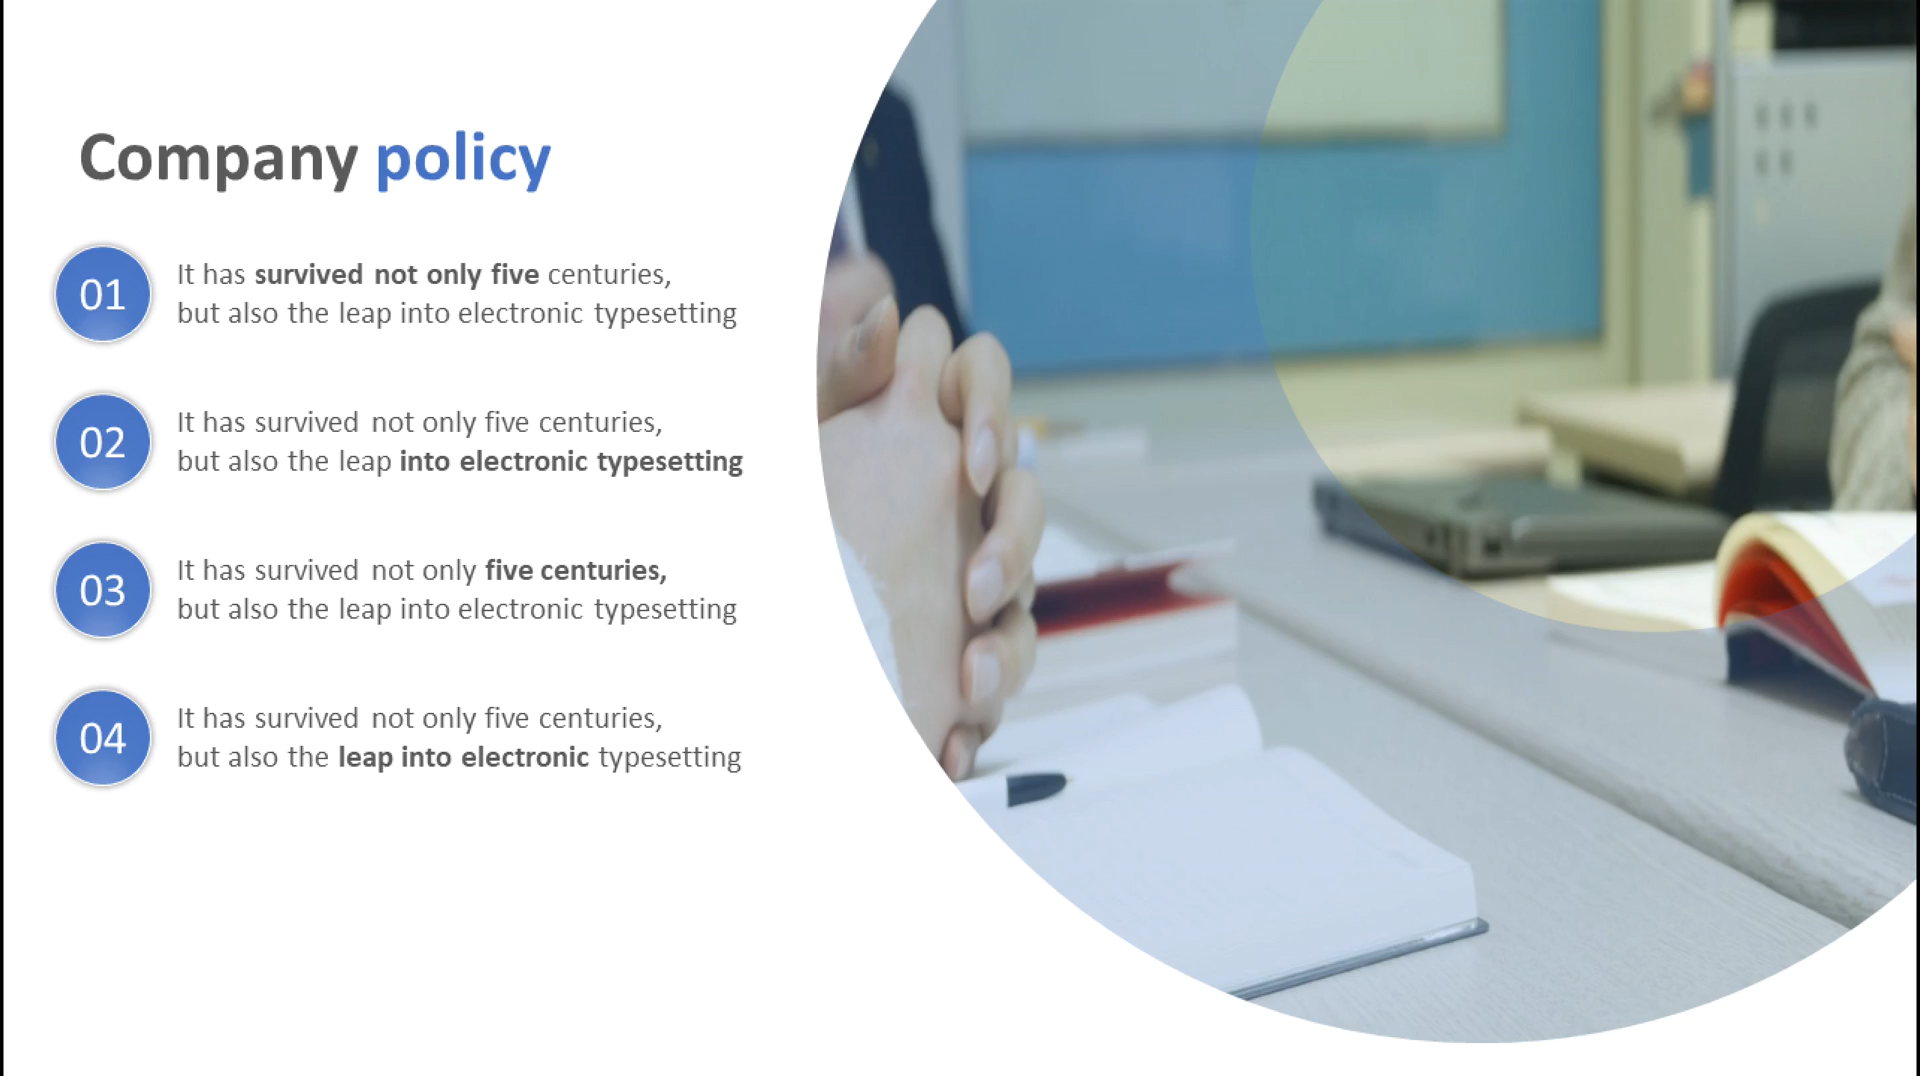 Company policy
01
It has survived not only five centuries,
but also the leap into electronic typesetting
02
It has survived not only five centuries,
but also the leap into electronic typesetting
03
It has survived not only five centuries,
but also the leap into electronic typesetting
04
It has survived not only five centuries,
but also the leap into electronic typesetting